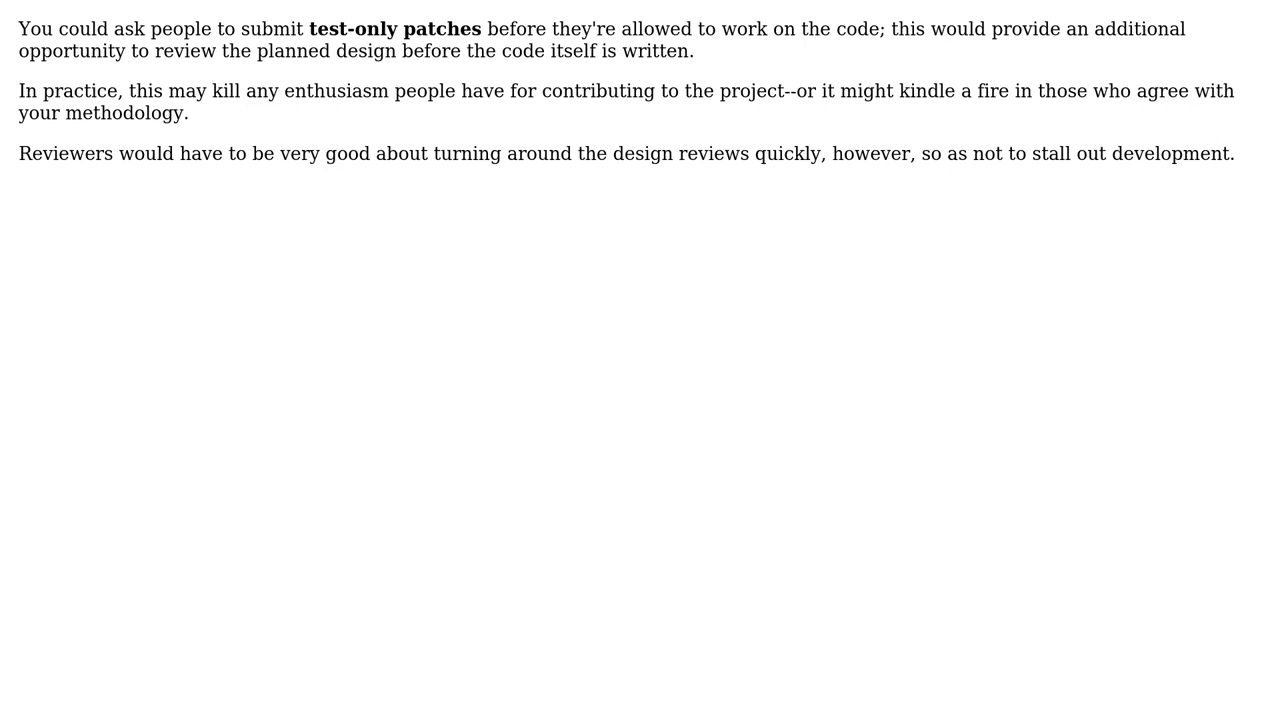 You could ask people to submit test-only patches before they're allowed to work on the code; this would provide an additional
opportunity to review the planned design before the code itself is written.
In practice, this may kill any enthusiasm people have for contributing to the project--or it might kindle a fire in those who agree with
your methodology.
Reviewers would have to be very good about turning around the design reviews quickly, however, so as not to stall out development.